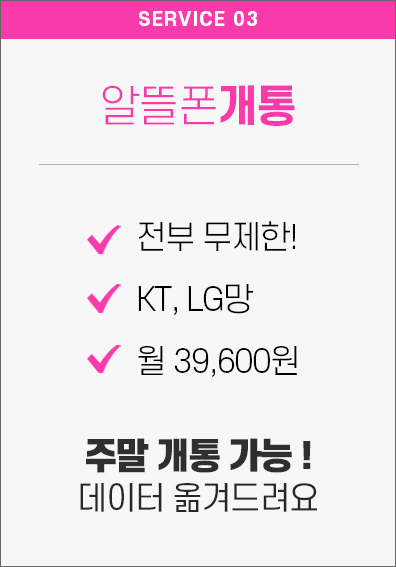 SERVICE 03
알뜰폰개통
전부 무제한!
KT, LG망
월 39,600원
주말 개통 가능 !
데이터 옮겨드려요